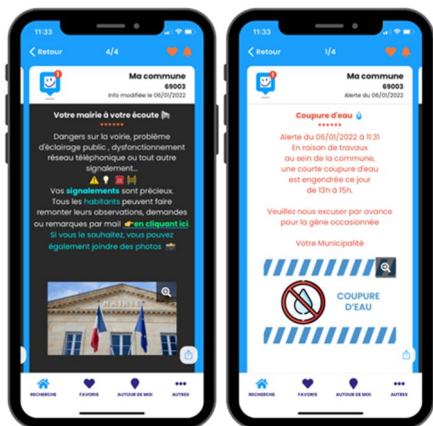 11:33
Retour
4/4
Ma commune
69003
Info modifiée le 06/01/2022
Votre mairie à votre écoute
Dangers sur la voirie, problème
d'éclairage public , dysfonctionnement
réseau téléphonique ou tout autre
signalement...
Vos signalements sont précieux.
Tous les habitants peuvent faire
remonter leurs observations, demandes
ou remarques par mail en cliquant ici.
Si vous le souhaitez, vous pouvez
également joindre des photos
MAIRIE
RECHERCHE
FAVORIS
AUTOUR DE MOI
AUTRES
11:33
Retour
1/4
Ma commune
69003
Alerte du 06/01/2022
Coupure d'eau
Alerte du 06/01/2022 à 11:31
En raison de travaux
au sein de la commune,
une courte coupure d'eau
est engendrée ce jour
de 13h à 15h.
Veuillez nous excuser par avance
pour la gêne occasionnée
Votre Municipalité
COUPURE
D'EAU
RECHERCHE
FAVORIS
AUTOUR DE MOI
AUTRES